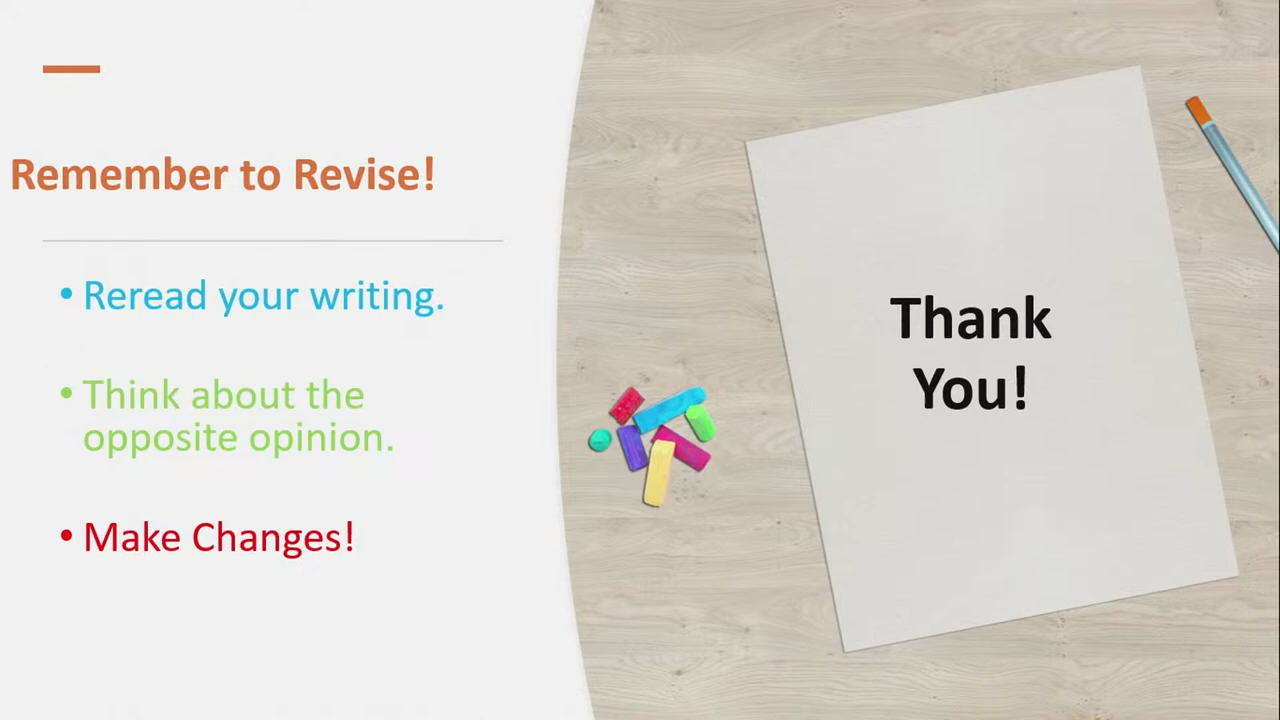 Remember to Revise!
• Reread your writing.
• Think about the
opposite opinion.
• Make Changes!
Thank
You!